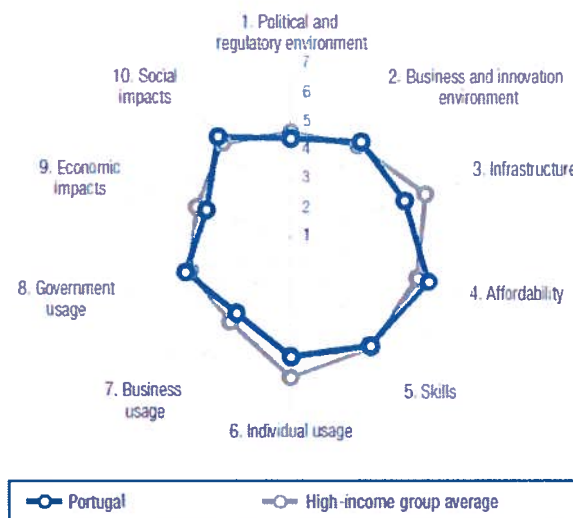 1. Political and
regulatory environment
10. Social
impacts
2. Business and innovation
environment
7
6
5
4
3
2
1
9. Economic
impacts
3. Infrastructure
8. Government
usage
4. Affordability
7. Business
usage
5. Skills
6. Individual usage
Portugal
High-income group average